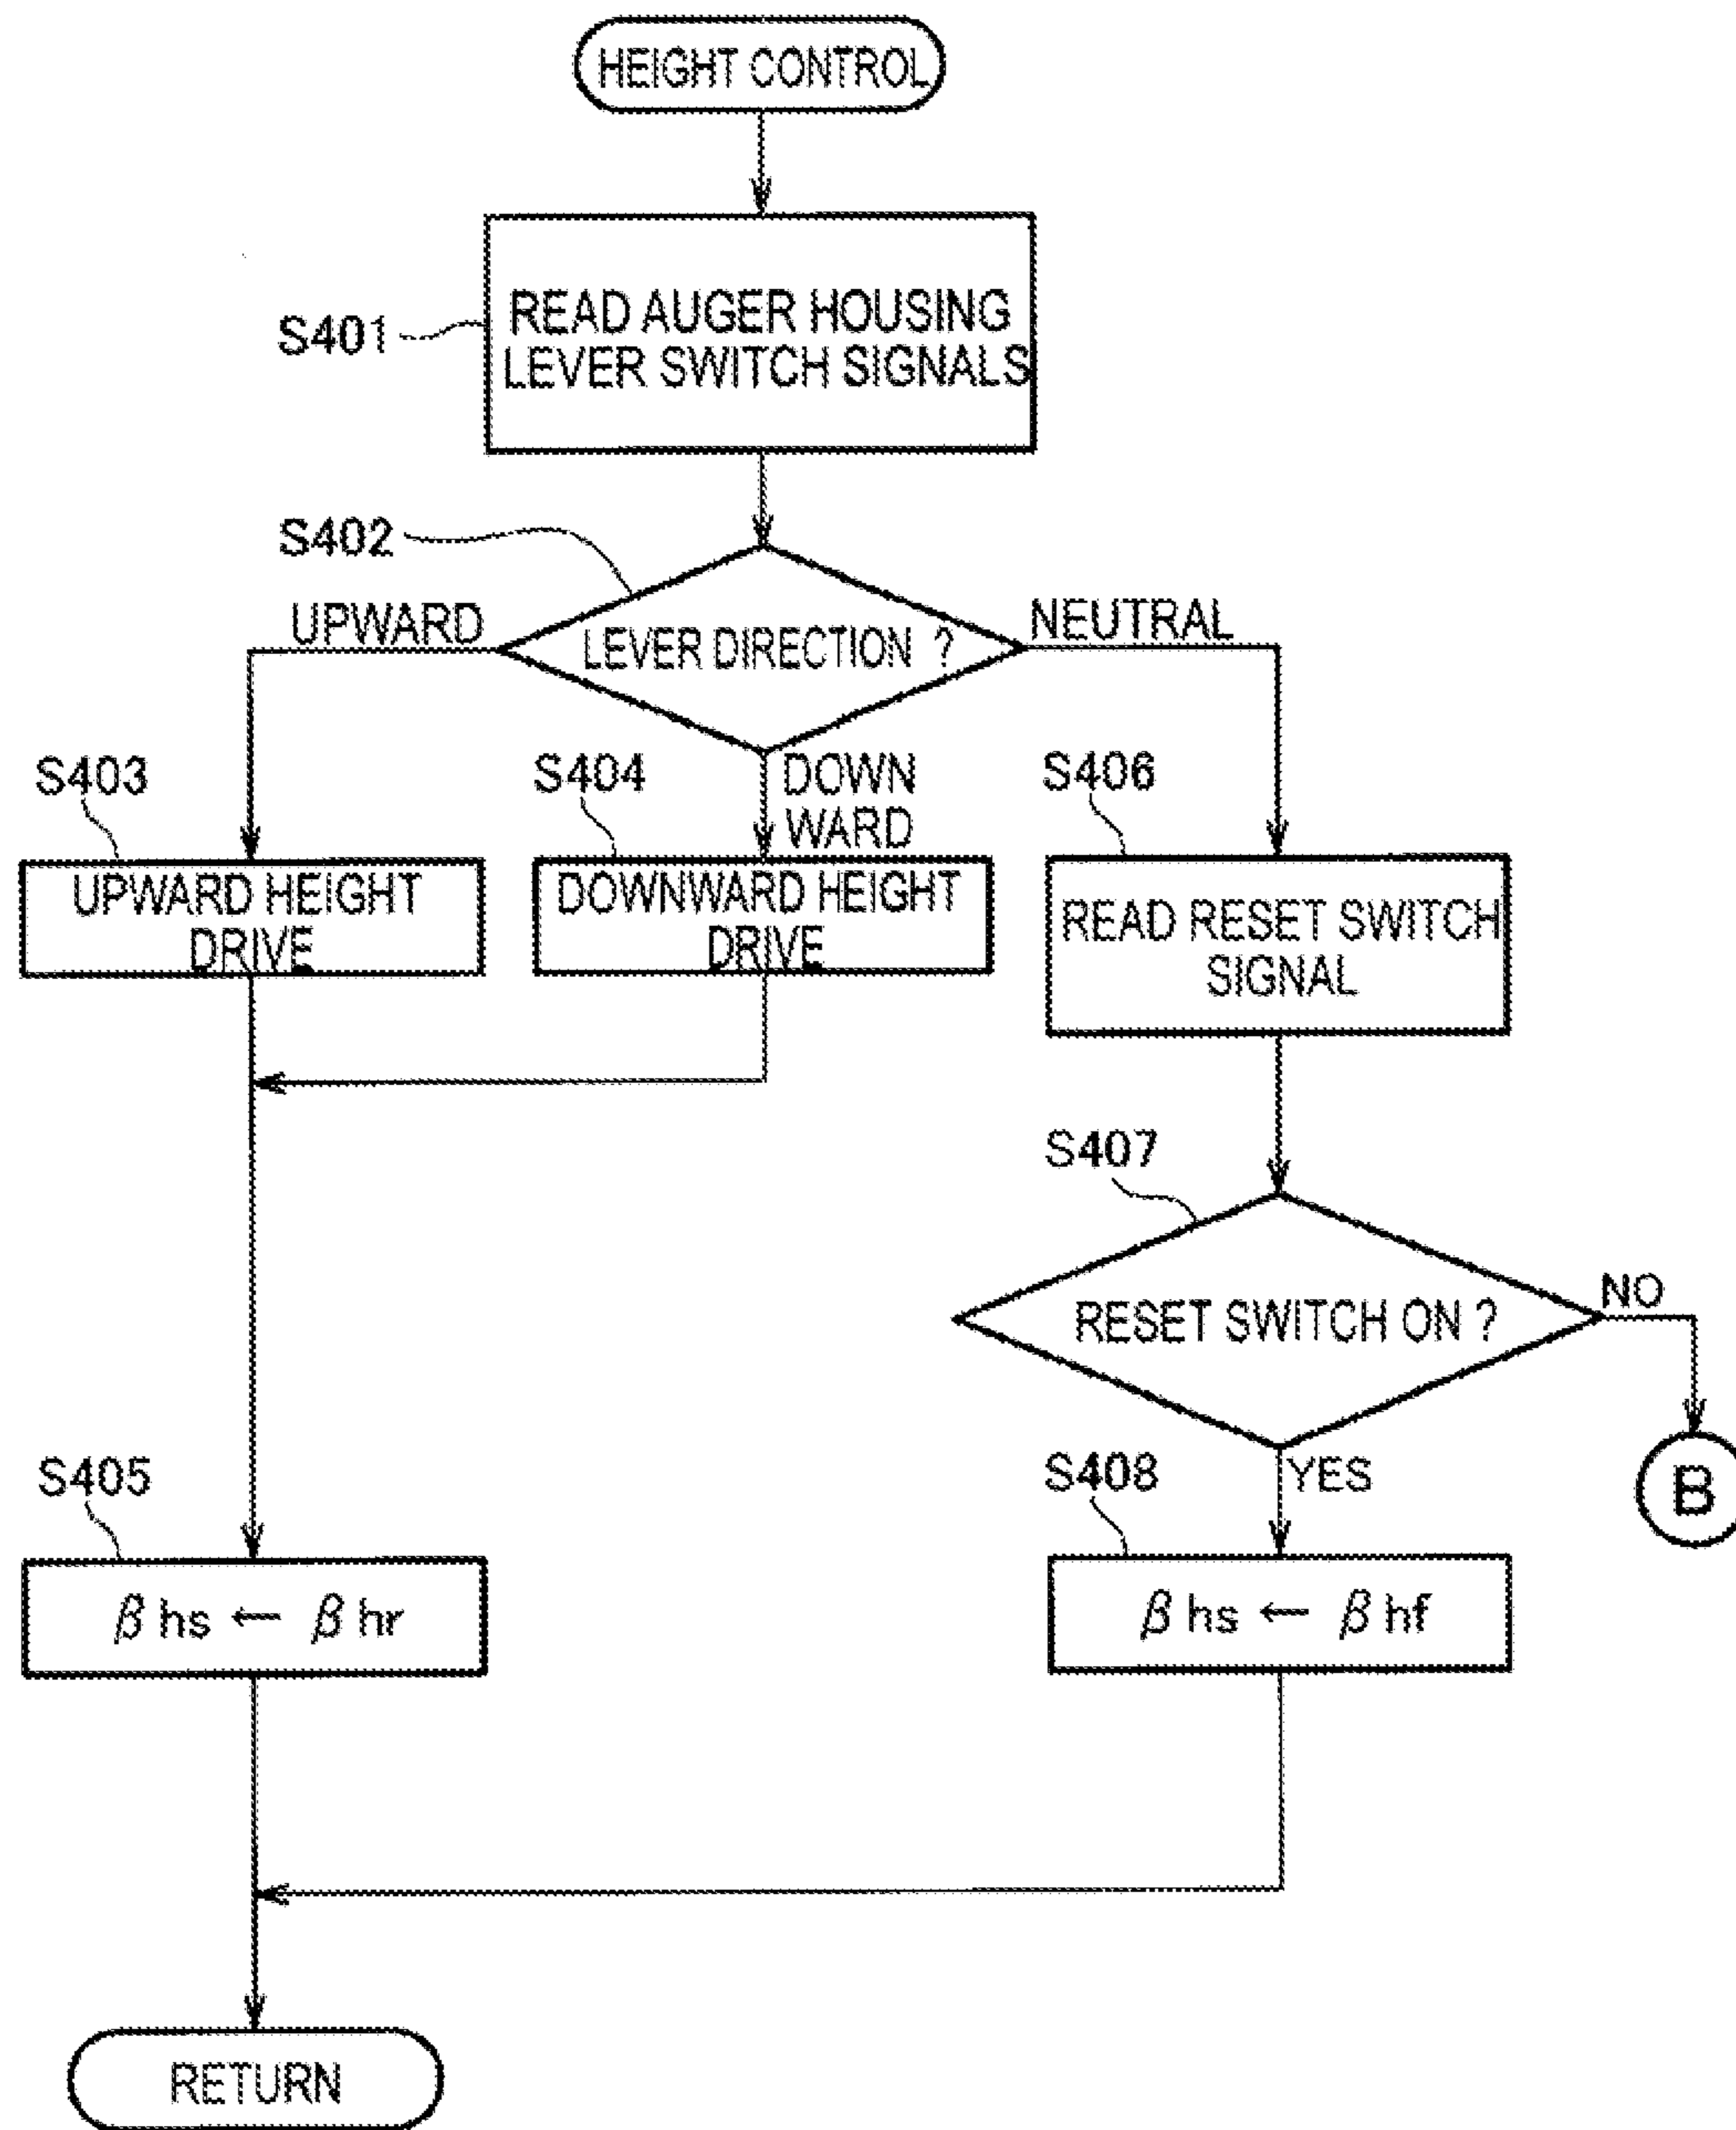 HEIGHT CONTROL
S401
READ AUGER HOUSING
LEVER SWITCH SIGNALS
S402
UPWARD
LEVER DIRECTION ?
NEUTRAL
S403
S404
DOWN
WARD
S406
UPWARD HEIGHT
DRIVE
DOWNWARD HEIGHT
DRIVE
READ RESET SWITCH
SIGNAL
S407
RESET SWITCH ON ?
NO
B
S405
S408
YES
β hs ← β hr
β hs ← β hf
RETURN